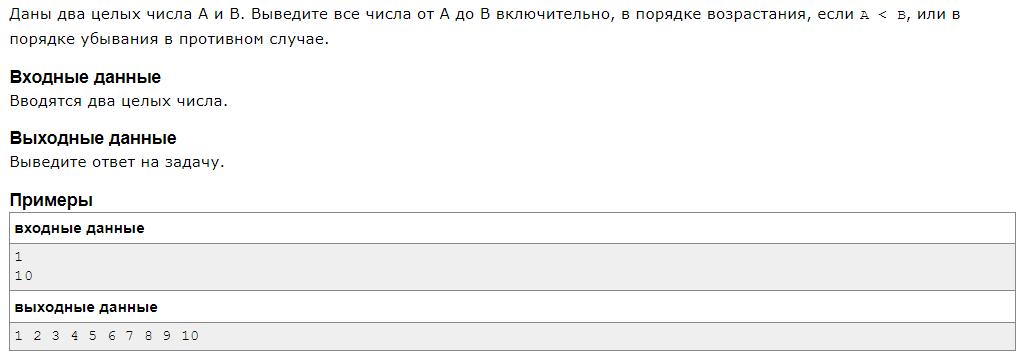 Даны два целых числа A и B. Выведите все числа от A до B включительно, в порядке возрастания, если A < B, или в
порядке убывания в противном случае.
Входные данные
Вводятся два целых числа.
Выходные данные
Выведите ответ на задачу.
Примеры
входные данные
1
10
выходные данные
1 2 3 4 5 6 7 8 9 10